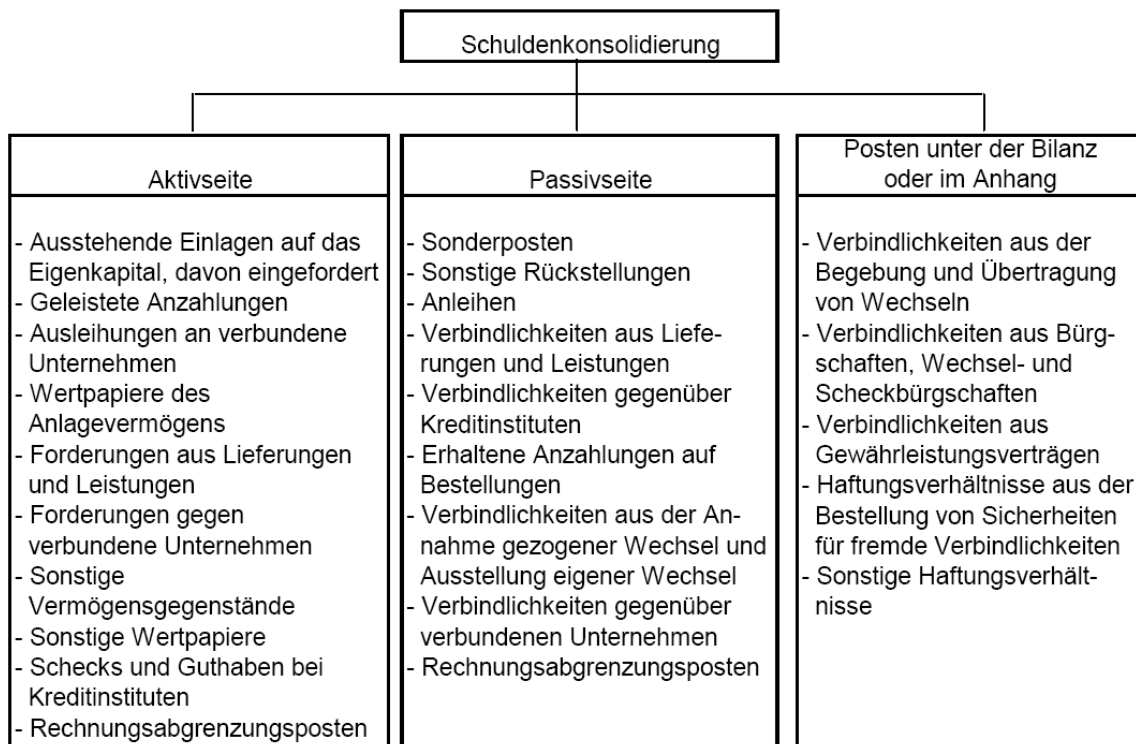 Schuldenkonsolidierung
Aktivseite
- Ausstehende Einlagen auf das
Eigenkapital, davon eingefordert
- Geleistete Anzahlungen
- Ausleihungen an verbundene
Unternehmen
- Wertpapiere des
Anlagevermögens
- Forderungen aus Lieferungen
und Leistungen
- Forderungen gegen
verbundene Unternehmen
- Sonstige
Vermögensgegenstände
- Sonstige Wertpapiere
- Schecks und Guthaben bei
Kreditinstituten
- Rechnungsabgrenzungsposten
Passivseite
- Sonderposten
- Sonstige Rückstellungen
- Anleihen
- Verbindlichkeiten aus Liefe-
rungen und Leistungen
- Verbindlichkeiten gegenüber
Kreditinstituten
- Erhaltene Anzahlungen auf
Bestellungen
- Verbindlichkeiten aus der An-
nahme gezogener Wechsel und
Ausstellung eigener Wechsel
- Verbindlichkeiten gegenüber
verbundenen Unternehmen
- Rechnungsabgrenzungsposten
Posten unter der Bilanz
oder im Anhang
- Verbindlichkeiten aus der
Begebung und Übertragung
von Wechseln
- Verbindlichkeiten aus Bürg-
schaften, Wechsel- und
Scheckbürgschaften
- Verbindlichkeiten aus
Gewährleistungsverträgen
- Haftungsverhältnisse aus der
Bestellung von Sicherheiten
für fremde Verbindlichkeiten
- Sonstige Haftungsverhält-
nisse